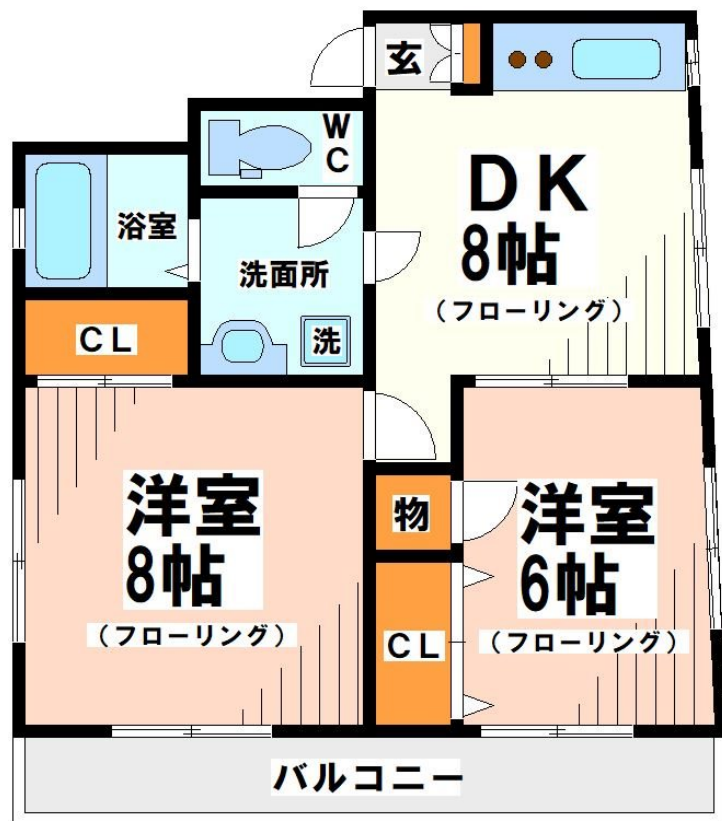 玄
WC
DK
8帖
(フローリング)
浴室
洗面所
洗
CL
洋室
8帖
(フローリング)
物
CL
洋室
6帖
(フローリング)
バルコニー